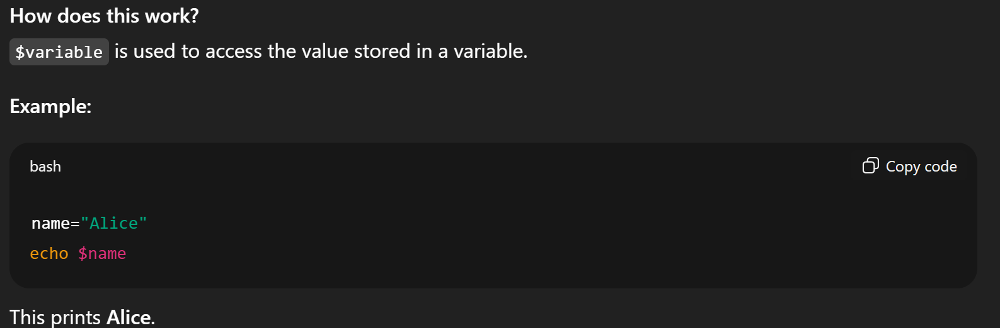 How does this work?
$variable is used to access the value stored in a variable.
Example:
bash
Copy code
name="Alice"
echo $name
This prints Alice.